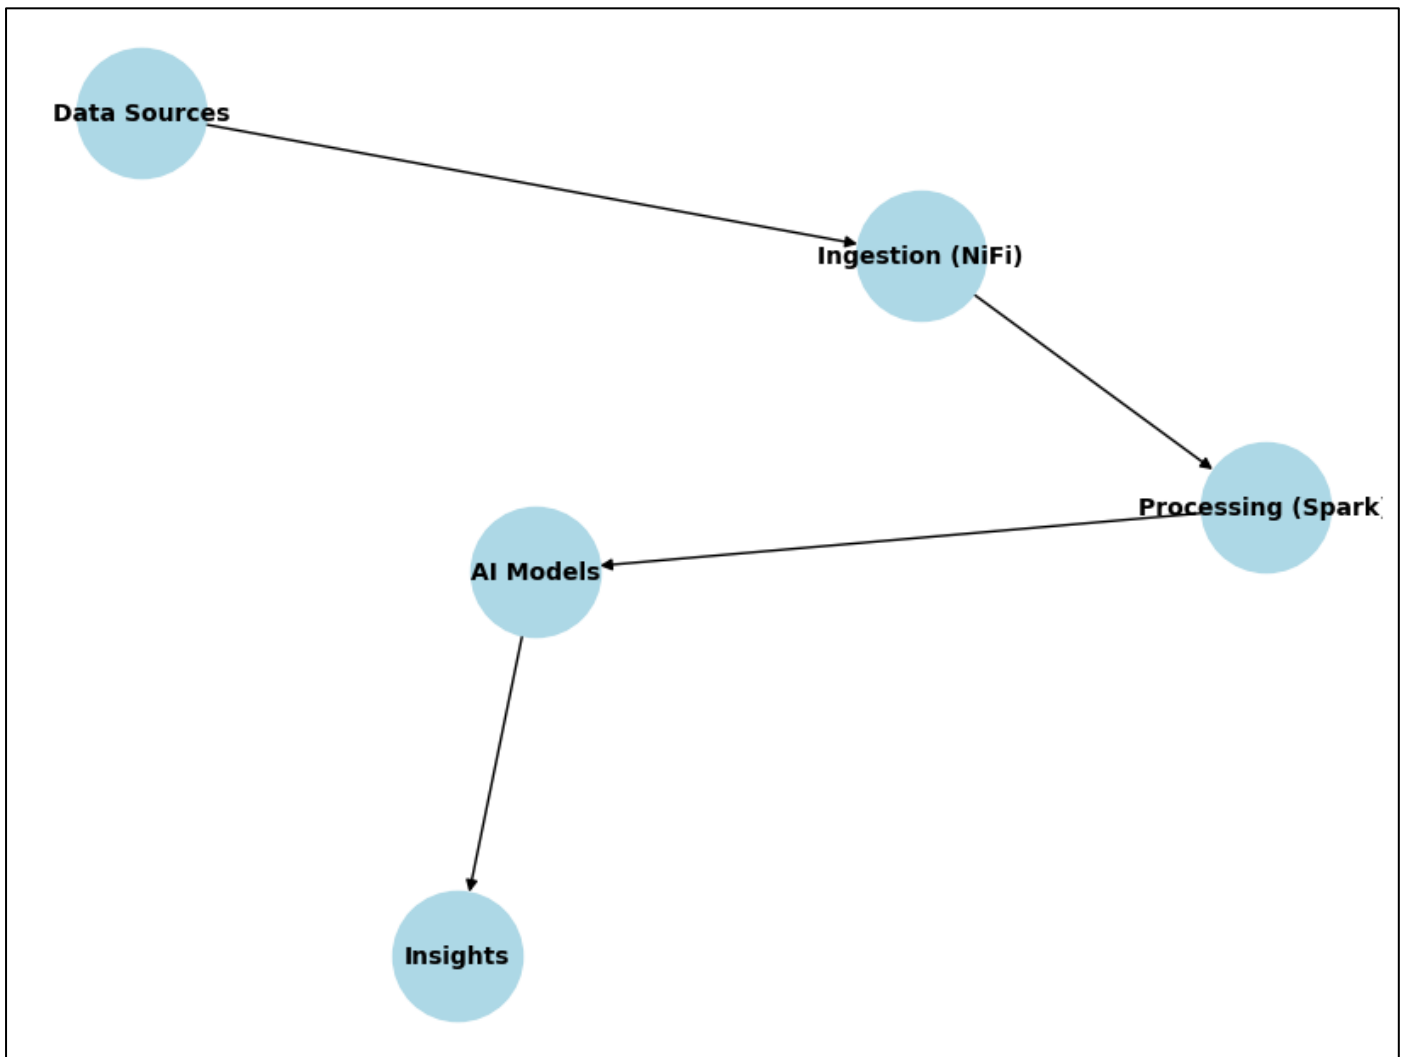 Data Sources
Ingestion (NiFi)
Processing (Spark)
AI Models
Insights